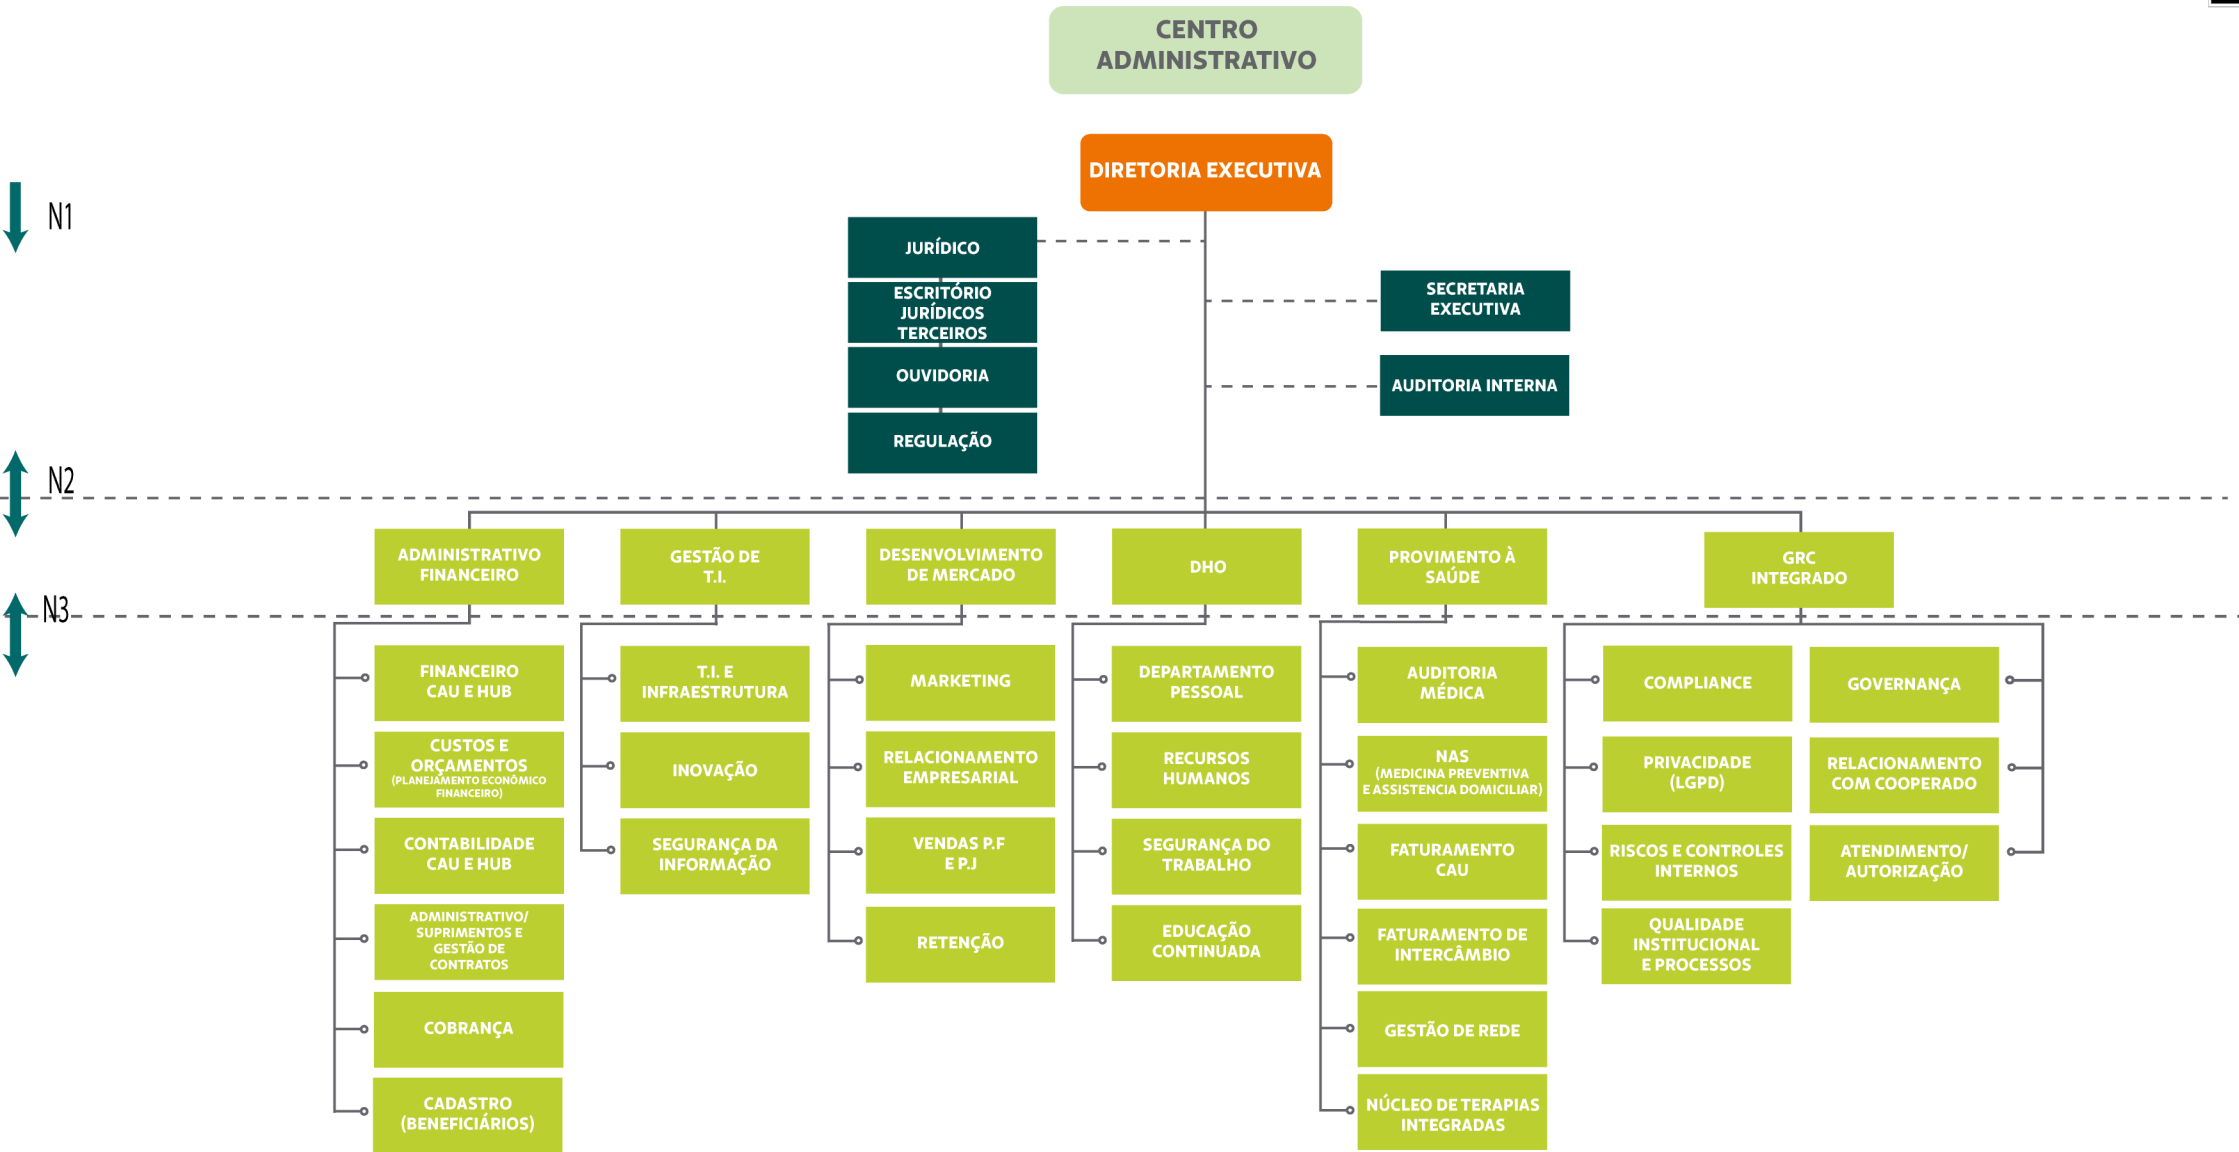 CENTRO
ADMINISTRATIVO
DIRETORIA EXECUTIVA
N1
JURÍDICO
ESCRITÓRIO
JURÍDICOS
TERCEIROS
OUVIDORIA
REGULAÇÃO
SECRETARIA
EXECUTIVA
AUDITORIA INTERNA
N2
ADMINISTRATIVO
FINANCEIRO
GESTÃO DE
T.I.
DESENVOLVIMENTO
DE MERCADO
DHO
PROVIMENTO À
SAÚDE
GRC
INTEGRADO
N3
FINANCEIRO
CAU E HUB
CUSTOS E
ORÇAMENTOS
(PLANEJAMENTO ECONÔMICO
FINANCEIRO)
CONTABILIDADE
CAU E HUB
ADMINISTRATIVO/
SUPRIMENTOS E
GESTÃO DE
CONTRATOS
COBRANÇA
CADASTRO
(BENEFICIÁRIOS)
T.I. E
INFRAESTRUTURA
INOVAÇÃO
SEGURANÇA DA
INFORMAÇÃO
MARKETING
RELACIONAMENTO
EMPRESARIAL
VENDAS P.F
E P.J
RETENÇÃO
DEPARTAMENTO
PESSOAL
RECURSOS
HUMANOS
SEGURANÇA DO
TRABALHO
EDUCAÇÃO
CONTINUADA
AUDITORIA
MÉDICA
NAS
(MEDICINA PREVENTIVA
E ASSISTENCIA DOMICILIAR)
FATURAMENTO
CAU
FATURAMENTO DE
INTERCÂMBIO
GESTÃO DE REDE
NÚCLEO DE TERAPIAS
INTEGRADAS
COMPLIANCE
PRIVACIDADE
(LGPD)
RISCOS E CONTROLES
INTERNOS
QUALIDADE
INSTITUCIONAL
E PROCESSOS
GOVERNANÇA
RELACIONAMENTO
COM COOPERADO
ATENDIMENTO/
AUTORIZAÇÃO